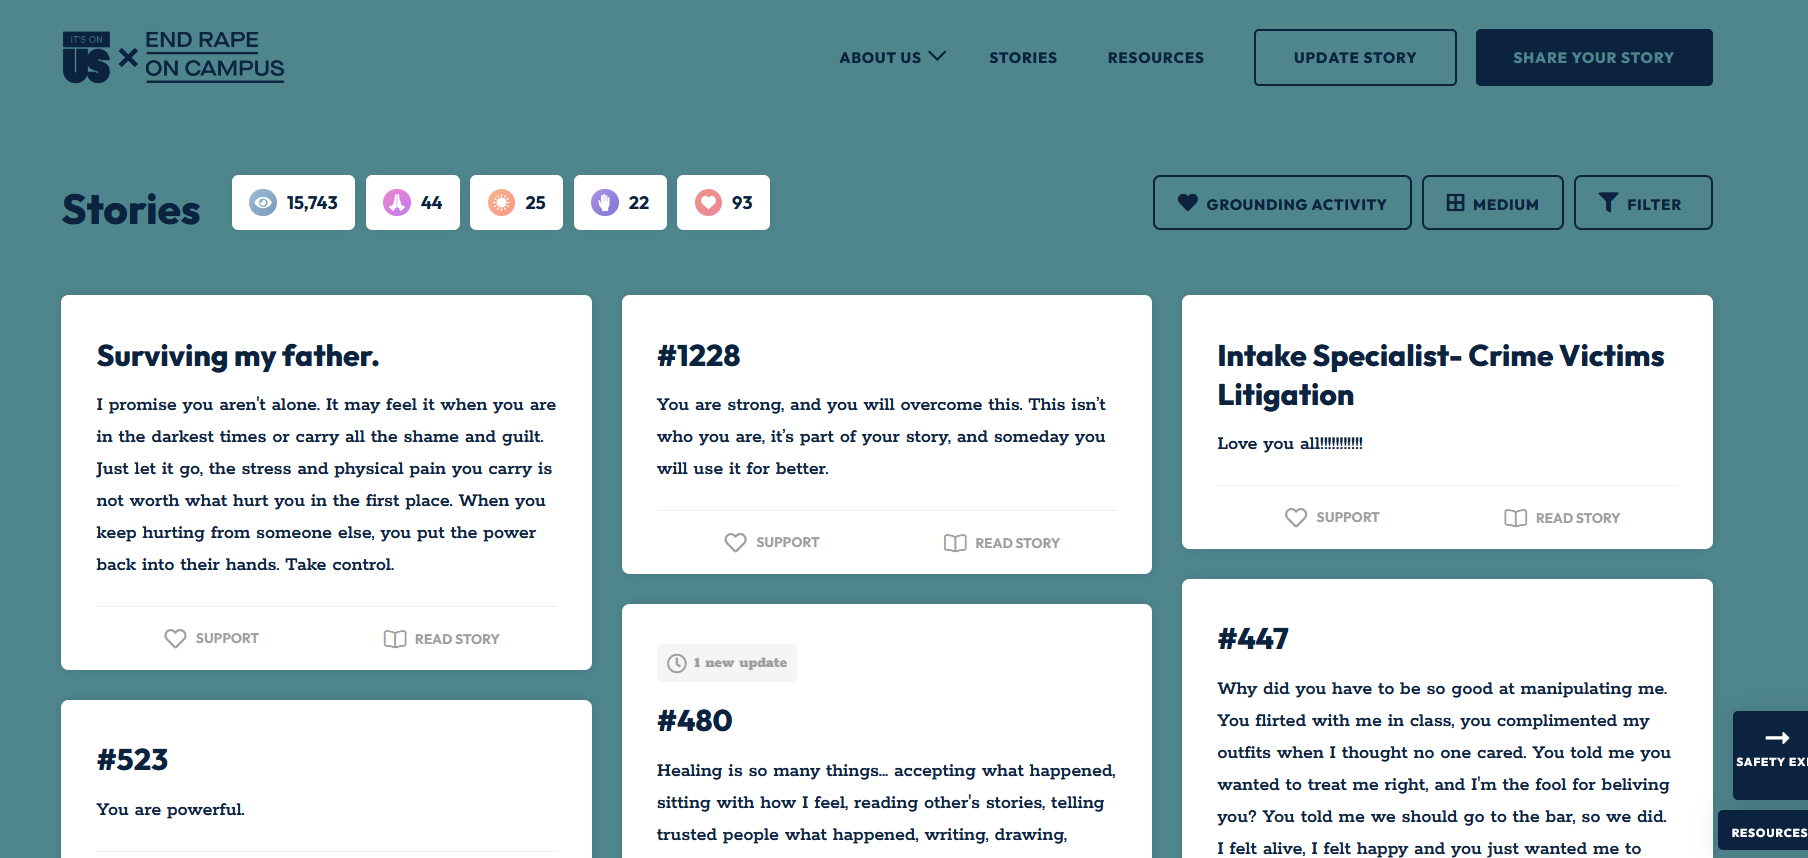 IT'S ON
US
×
END RAPE
ON CAMPUS
ABOUT US
STORIES
RESOURCES
UPDATE STORY
SHARE YOUR STORY
Stories
15,743
44
25
22
93
GROUNDING ACTIVITY
MEDIUM
FILTER
Surviving my father.
I promise you aren't alone. It may feel it when you are
in the darkest times or carry all the shame and guilt.
Just let it go, the stress and physical pain you carry is
not worth what hurt you in the first place. When you
keep hurting from someone else, you put the power
back into their hands. Take control.
SUPPORT
READ STORY
#523
You are powerful.
#1228
You are strong, and you will overcome this. This isn’t
who you are, it’s part of your story, and someday you
will use it for better.
SUPPORT
READ STORY
1 new update
#480
Healing is so many things... accepting what happened,
sitting with how I feel, reading other's stories, telling
trusted people what happened, writing, drawing,
Intake Specialist- Crime Victims
Litigation
Love you all!!!!!!!!!!!
SUPPORT
READ STORY
#447
Why did you have to be so good at manipulating me.
You flirted with me in class, you complimented my
outfits when I thought no one cared. You told me you
wanted to treat me right, and I'm the fool for beliving
you? You told me we should go to the bar, so we did.
I felt alive, I felt happy and you just wanted me to
SAFETY EXI
RESOURCES